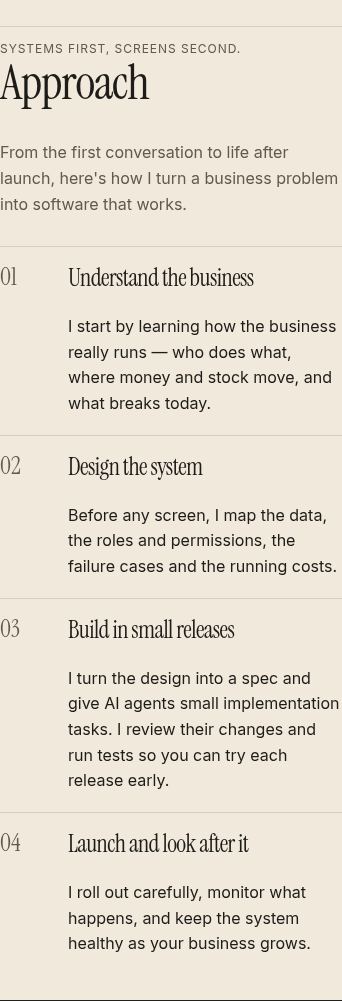 SYSTEMS FIRST, SCREENS SECOND.
Approach
From the first conversation to life after
launch, here's how I turn a business problem
into software that works.
01
Understand the business
I start by learning how the business
really runs — who does what,
where money and stock move, and
what breaks today.
02
Design the system
Before any screen, I map the data,
the roles and permissions, the
failure cases and the running costs.
03
Build in small releases
I turn the design into a spec and
give AI agents small implementation
tasks. I review their changes and
run tests so you can try each
release early.
04
Launch and look after it
I roll out carefully, monitor what
happens, and keep the system
healthy as your business grows.